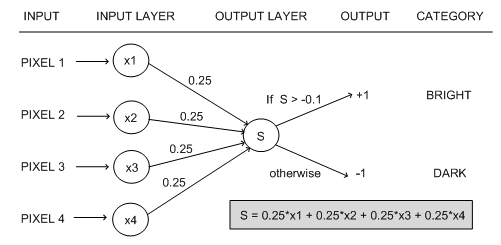 INPUT INPUT LAYER OUTPUT LAYER OUTPUT CATEGORY
PIXEL 1 x1 0.25
If S > -0.1 +1 BRIGHT
PIXEL 2 x2 0.25
S
PIXEL 3 x3 0.25
otherwise -1 DARK
0.25
PIXEL 4 x4
S = 0.25*x1 + 0.25*x2 + 0.25*x3 + 0.25*x4